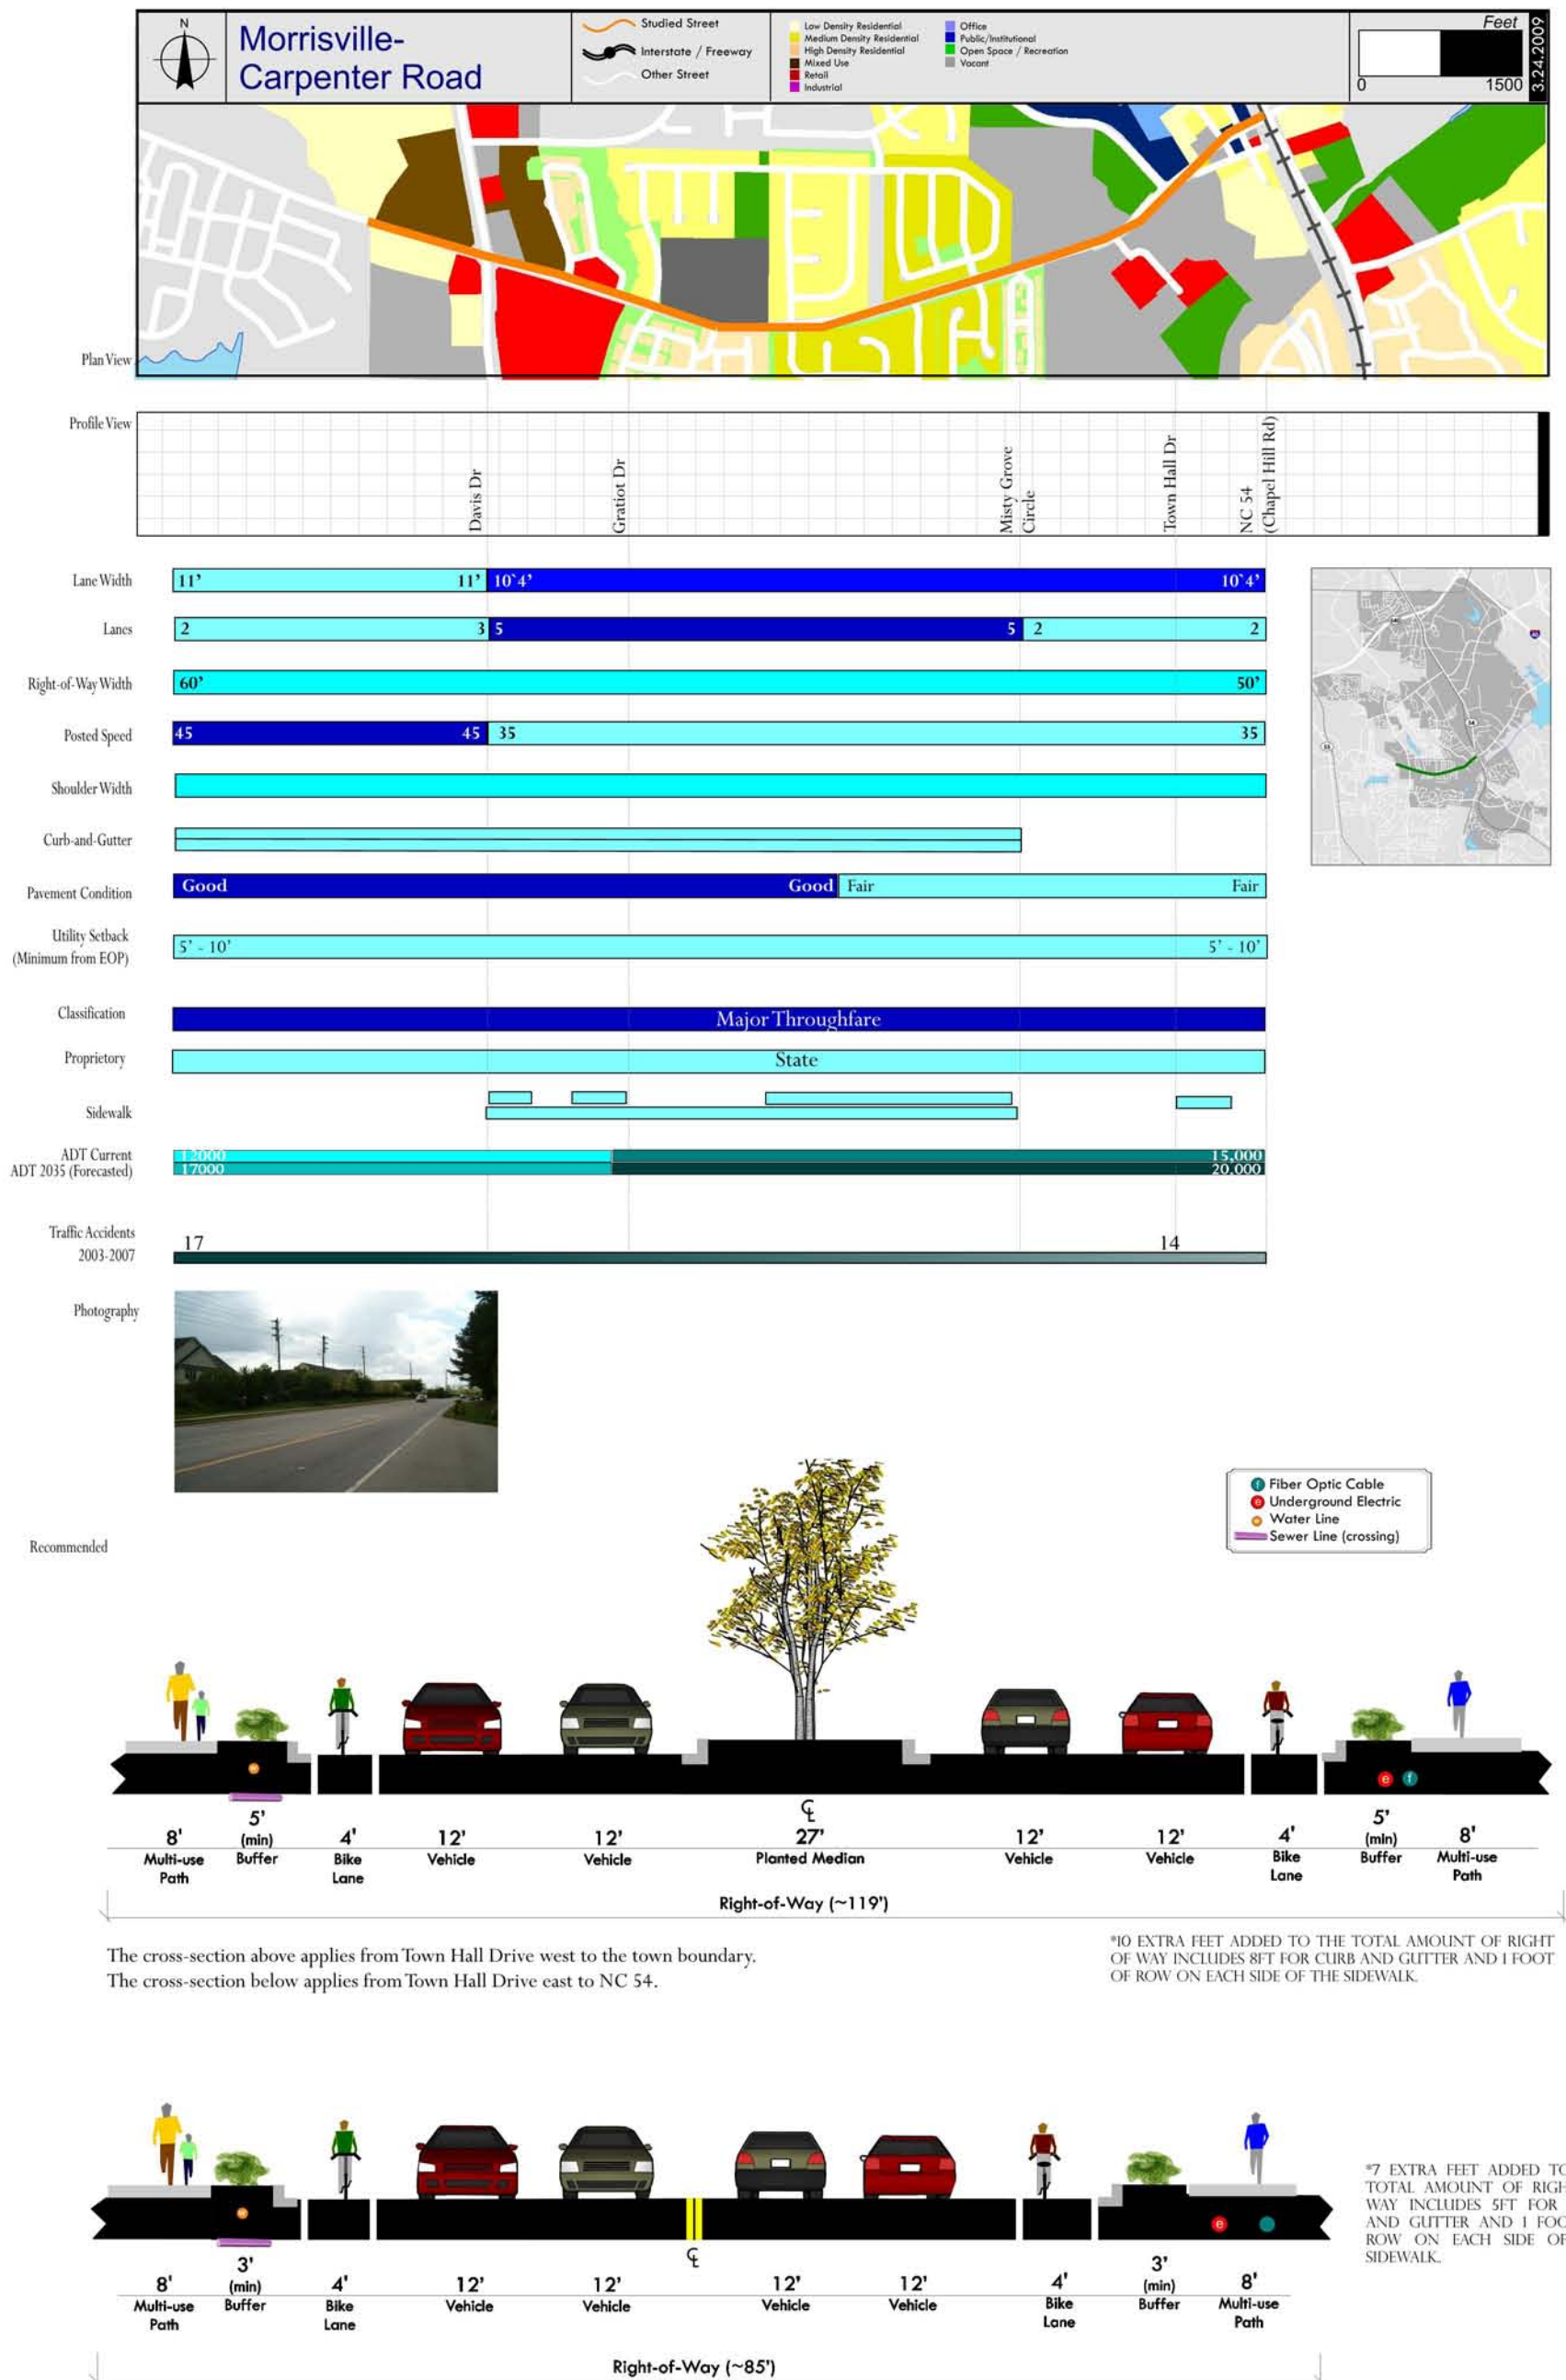 N
Morrisville-
Carpenter Road
Studied Street
Interstate / Freeway
Other Street
Low Density Residential
Medium Density Residential
High Density Residential
Mixed Use
Retail
Industrial
Office
Public/Institutional
Open Space / Recreation
Vacant
Feet
0 1500
3.24.2009
Plan View
Profile View
Davis Dr
Gratiot Dr
Misty Grove
Circle
Town Hall Dr
NC 54
(Chapel Hill Rd)
Lane Width
11’ 11’ 10`4’ 10`4’
Lanes
2 3 5 5 2 2
Right-of-Way Width
60’ 50’
Posted Speed
45 45 35 35
Shoulder Width
Curb-and-Gutter
Pavement Condition
Good Good Fair Fair
Utility Setback
(Minimum from EOP)
5’ - 10’ 5’ - 10’
Classification
Major Throughfare
Proprietory
State
Sidewalk
ADT Current
12000 15,000
ADT 2035 (Forecasted)
17000 20,000
Traffic Accidents
2003-2007
17 14
Photography
Fiber Optic Cable
Underground Electric
Water Line
Sewer Line (crossing)
Recommended
8' 5' 4' 12’ 12’ 27’ 12’ 12’ 4' 5' 8'
(min) (min)
Multi-use Buffer Bike Vehicle Vehicle Planted Median Vehicle Vehicle Bike Buffer Multi-use
Path Lane Lane Path
Right-of-Way (~119’)
The cross-section above applies from Town Hall Drive west to the town boundary.
The cross-section below applies from Town Hall Drive east to NC 54.
*10 EXTRA FEET ADDED TO THE TOTAL AMOUNT OF RIGHT
OF WAY INCLUDES 8FT FOR CURB AND GUTTER AND 1 FOOT
OF ROW ON EACH SIDE OF THE SIDEWALK.
*7 EXTRA FEET ADDED TO
TOTAL AMOUNT OF RIGH
WAY INCLUDES 5FT FOR
AND GUTTER AND 1 FOO
ROW ON EACH SIDE OF
SIDEWALK.
8' 3' 4' 12’ 12’ 12’ 12’ 4' 3' 8'
(min) (min)
Multi-use Buffer Bike Vehicle Vehicle Vehicle Vehicle Bike Buffer Multi-use
Path Lane Lane Path
Right-of-Way (~85’)